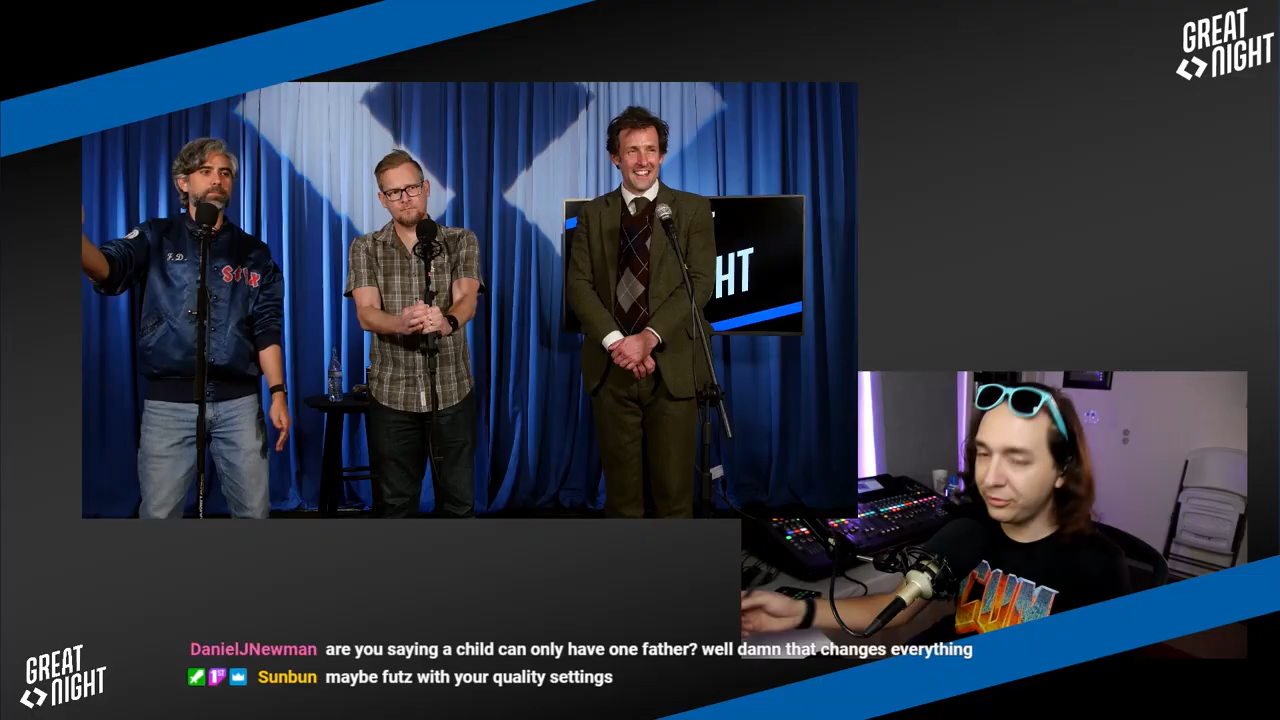 GREAT
NIGHT
J.D.
HT
DanielJNewman are you saying a child can only have one father? well damn that changes everything
1ST Sunbun maybe futz with your quality settings
GREAT
NIGHT